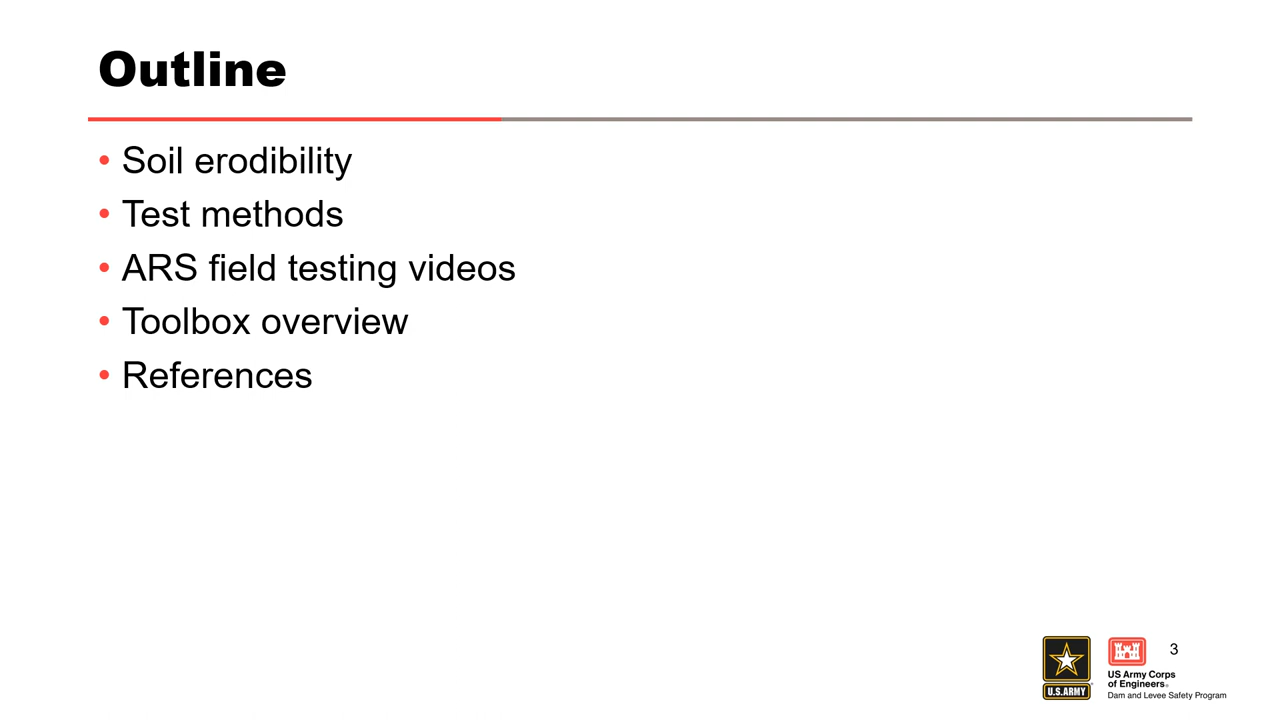 Outline
• Soil erodibility
• Test methods
• ARS field testing videos
• Toolbox overview
• References
U.S.ARMY
US Army Corps
of Engineers®
Dam and Levee Safety Program
3